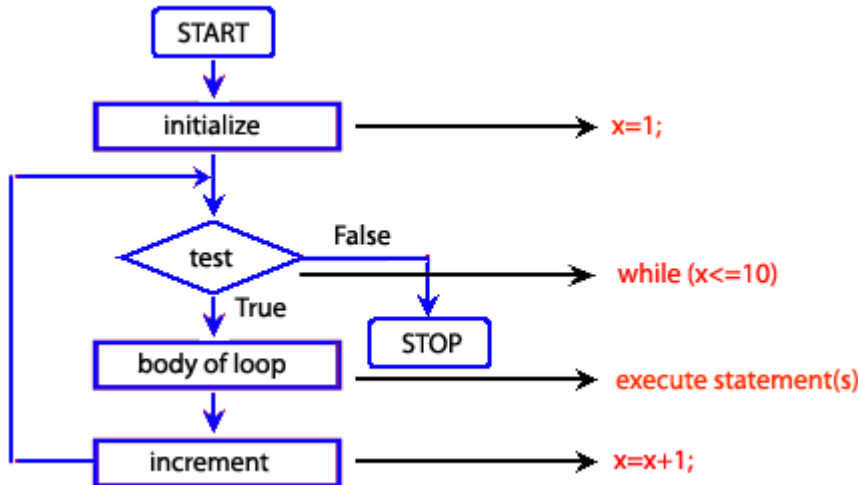 START
initialize
x=1;
False
test
while (x<=10)
True
STOP
body of loop
execute statement(s)
increment
x=x+1;